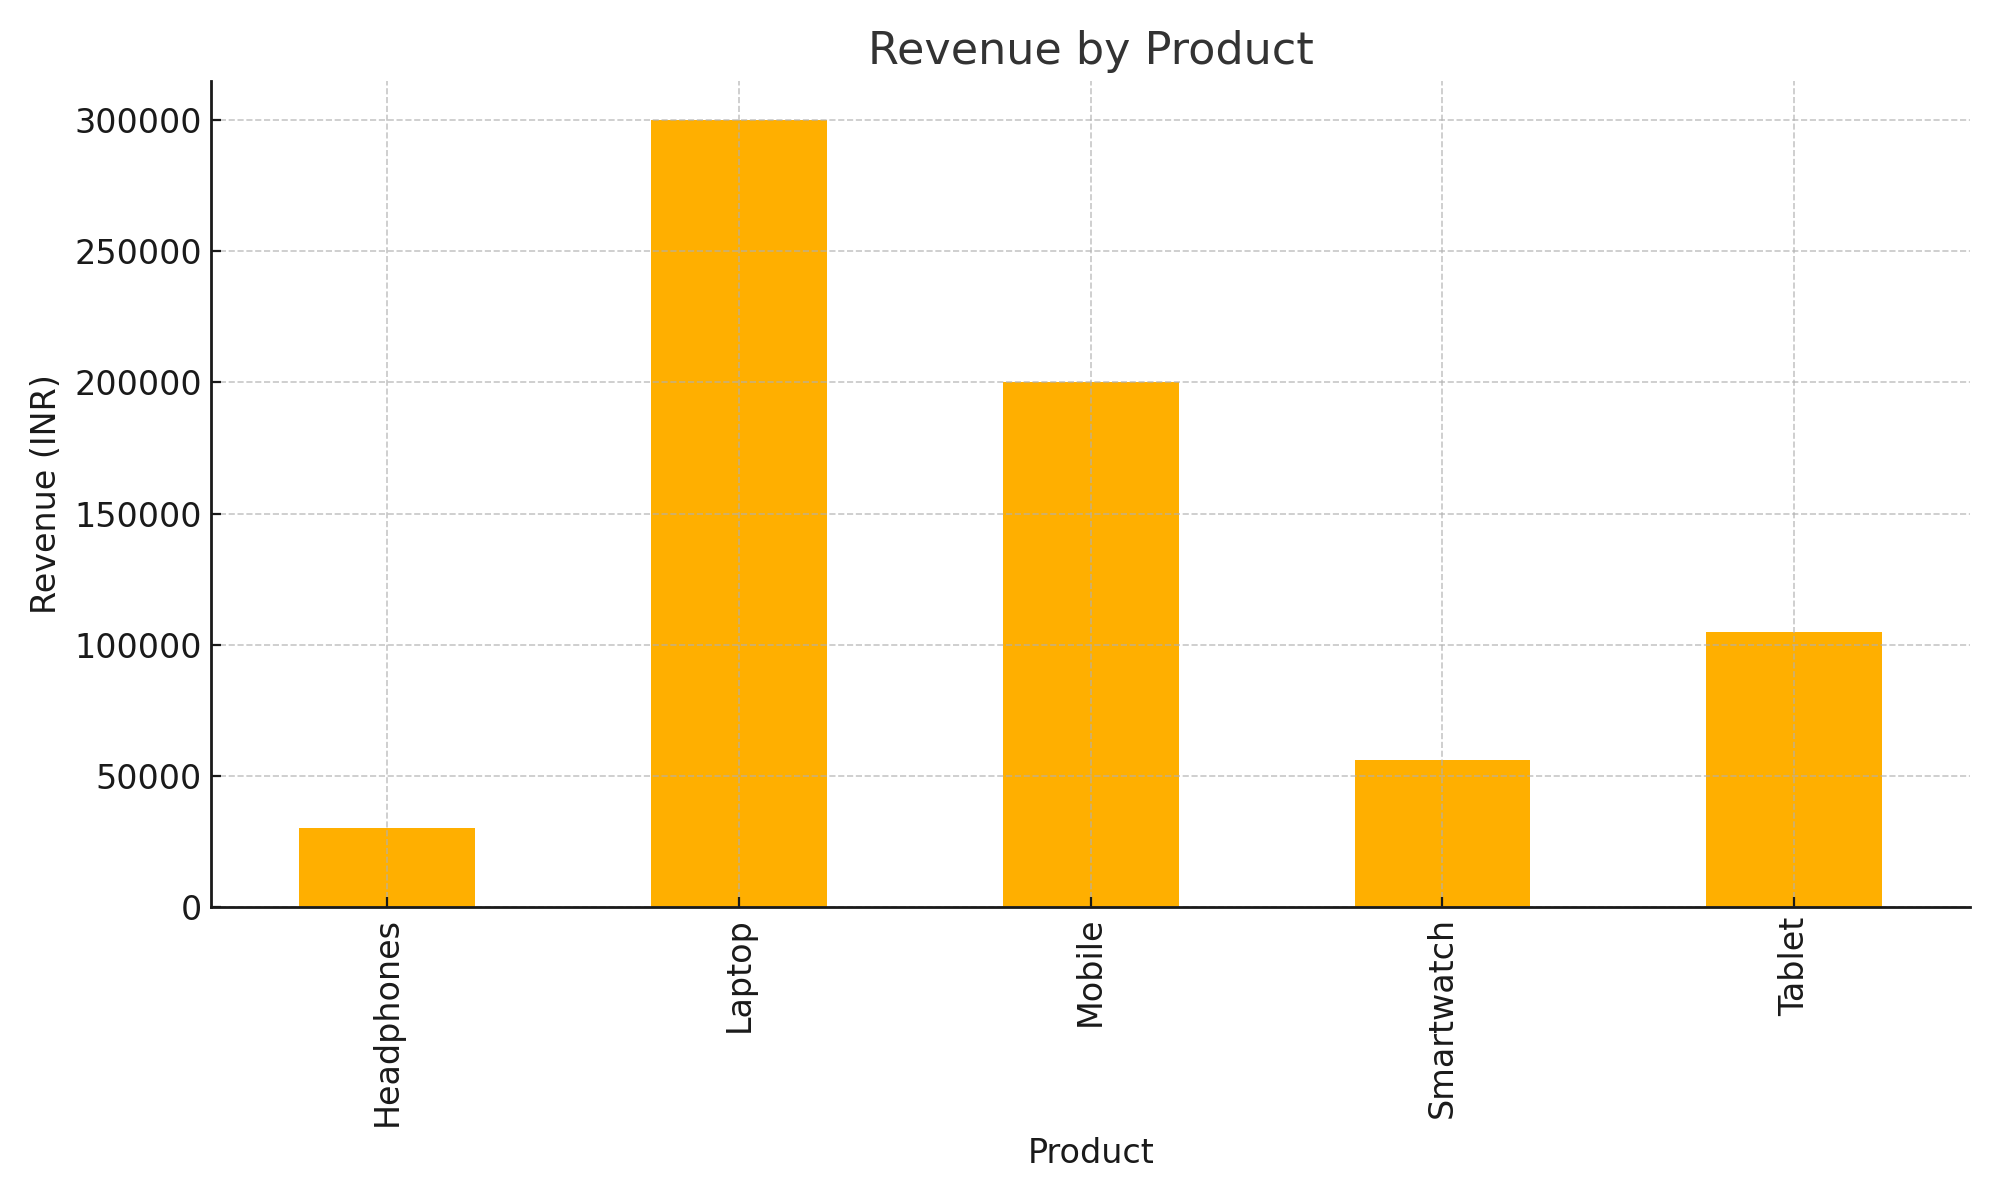 Revenue by Product
Revenue (INR)
300000
250000
200000
150000
100000
50000
0
Headphones
Laptop
Mobile
Smartwatch
Tablet
Product